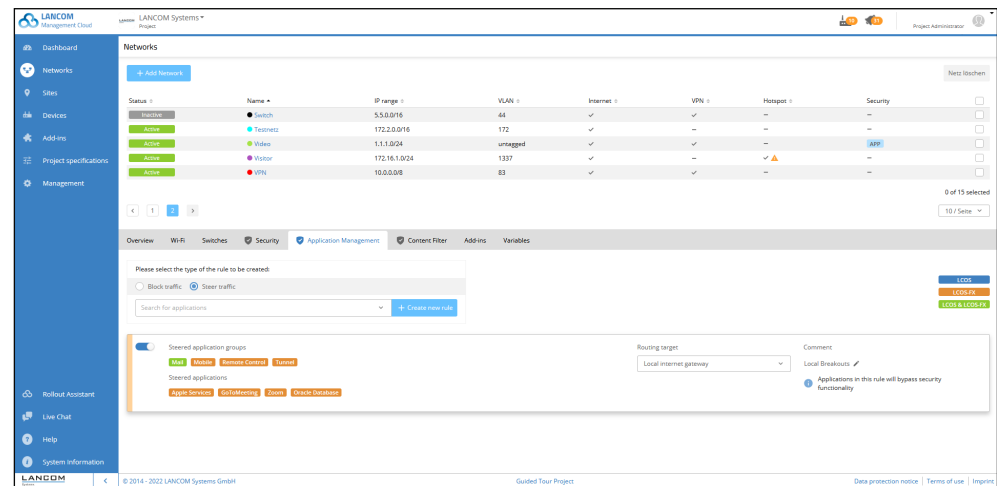 LANCOM
Management Cloud
LANCOM Systems
Project
10
31
Project Administrator
Dashboard
Networks
Sites
Devices
Add-ins
Project specifications
Management
Rollout Assistant
Live Chat
Help
System information
LANCOM
Networks
+ Add Network
Netz löschen
Status Name IP range VLAN Internet VPN Hotspot Security
Inactive Switch 5.5.0.0/16 44 ✓ ✓ – –
Active Testnetz 172.2.0.0/16 172 ✓ – – –
Active Video 1.1.1.0/24 untagged ✓ ✓ – APP
Active Visitor 172.16.1.0/24 1337 ✓ – ✓ –
Active VPN 10.0.0.0/8 83 ✓ ✓ – –
0 of 15 selected
< 1 2 >
10 / Seite
Overview Wi-Fi Switches Security Application Management Content Filter Add-ins Variables
Please select the type of the rule to be created:
Block traffic Steer traffic
Search for applications
+ Create new rule
LCOS
LCOS-FX
LCOS & LCOS-FX
Steered application groups
Mail Mobile Remote Control Tunnel
Steered applications
Apple Services GoToMeeting Zoom Oracle Database
Routing target
Local internet gateway
Comment
Local Breakouts
Applications in this rule will bypass security
functionality
© 2014 - 2022 LANCOM Systems GmbH
Guided Tour Project
Data protection notice | Terms of use | Imprint